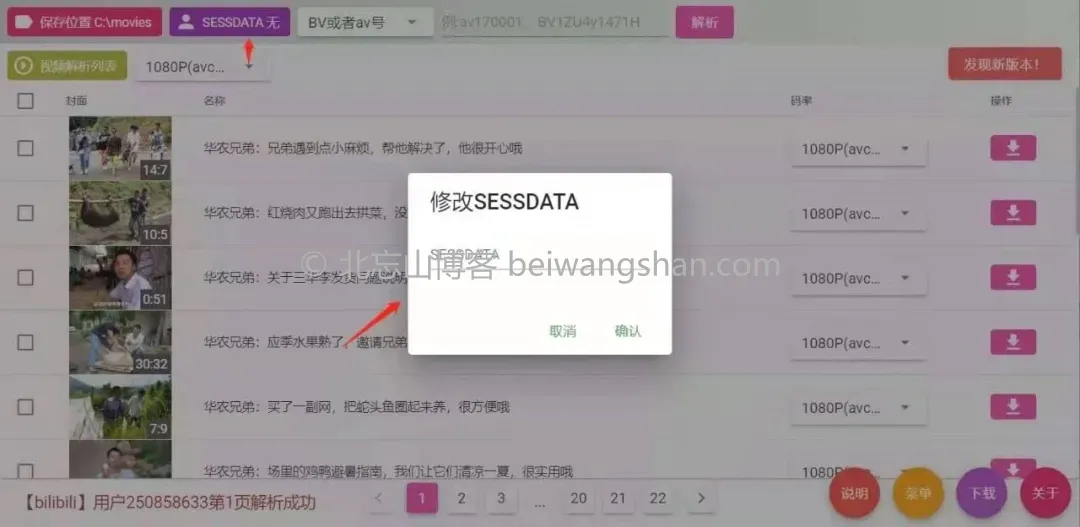 保存位置 C:\movies
SESSDATA 无
BV或者av号
例:av170001、BV1ZU4y1471H
解析
视频解析列表
1080P(avc...
发现新版本！
封面
名称
码率
操作
14:7
华农兄弟：兄弟遇到点小麻烦，帮他解决了，他很开心哦
1080P(avc...
10:5
华农兄弟：红烧肉又跑出去拱菜，没
1080P(avc...
0:51
华农兄弟：关于三华李发货问题说明
1080P(avc...
30:32
华农兄弟：应季水果熟了，邀请兄弟
1080P(avc...
7:9
华农兄弟：买了一副网，把蛇头鱼圈起来养，很方便哦
1080P(avc...
华农兄弟：场里的鸡鸭避暑指南，我们让它们清凉一夏，很实用哦
1080P
修改SESSDATA
SESSDATA
取消
确认
© 北忘山博客 beiwangshan.com
【bilibili】用户250858633第1页解析成功
1
2
3
...
20
21
22
说明
菜单
下载
关于